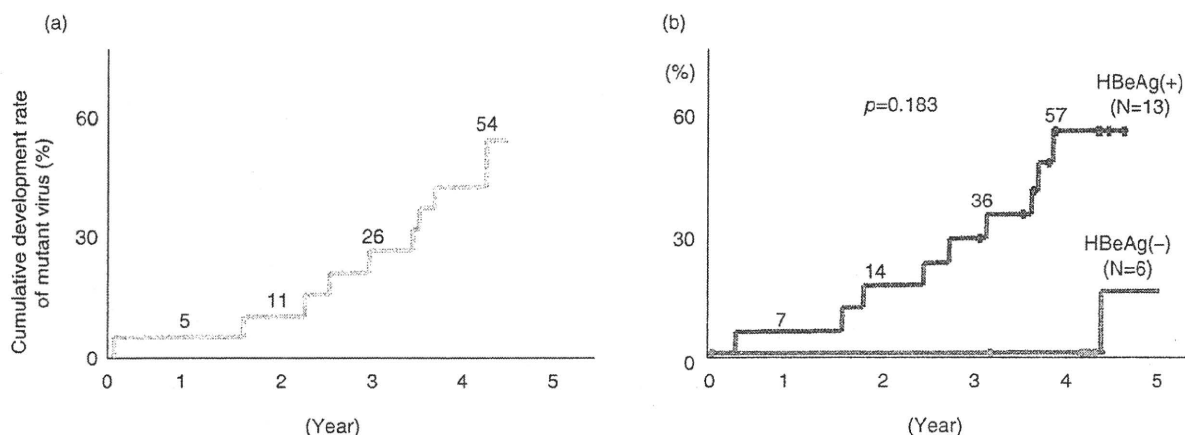 (a)
Cumulative development rate
of mutant virus (%)
60
30
0
5
11
26
54
0 1 2 3 4 5
(Year)
(b)
(%)
60
30
0
p=0.183
HBeAg(+)
(N=13)
57
36
14
7
HBeAg(−)
(N=6)
0 1 2 3 4 5
(Year)